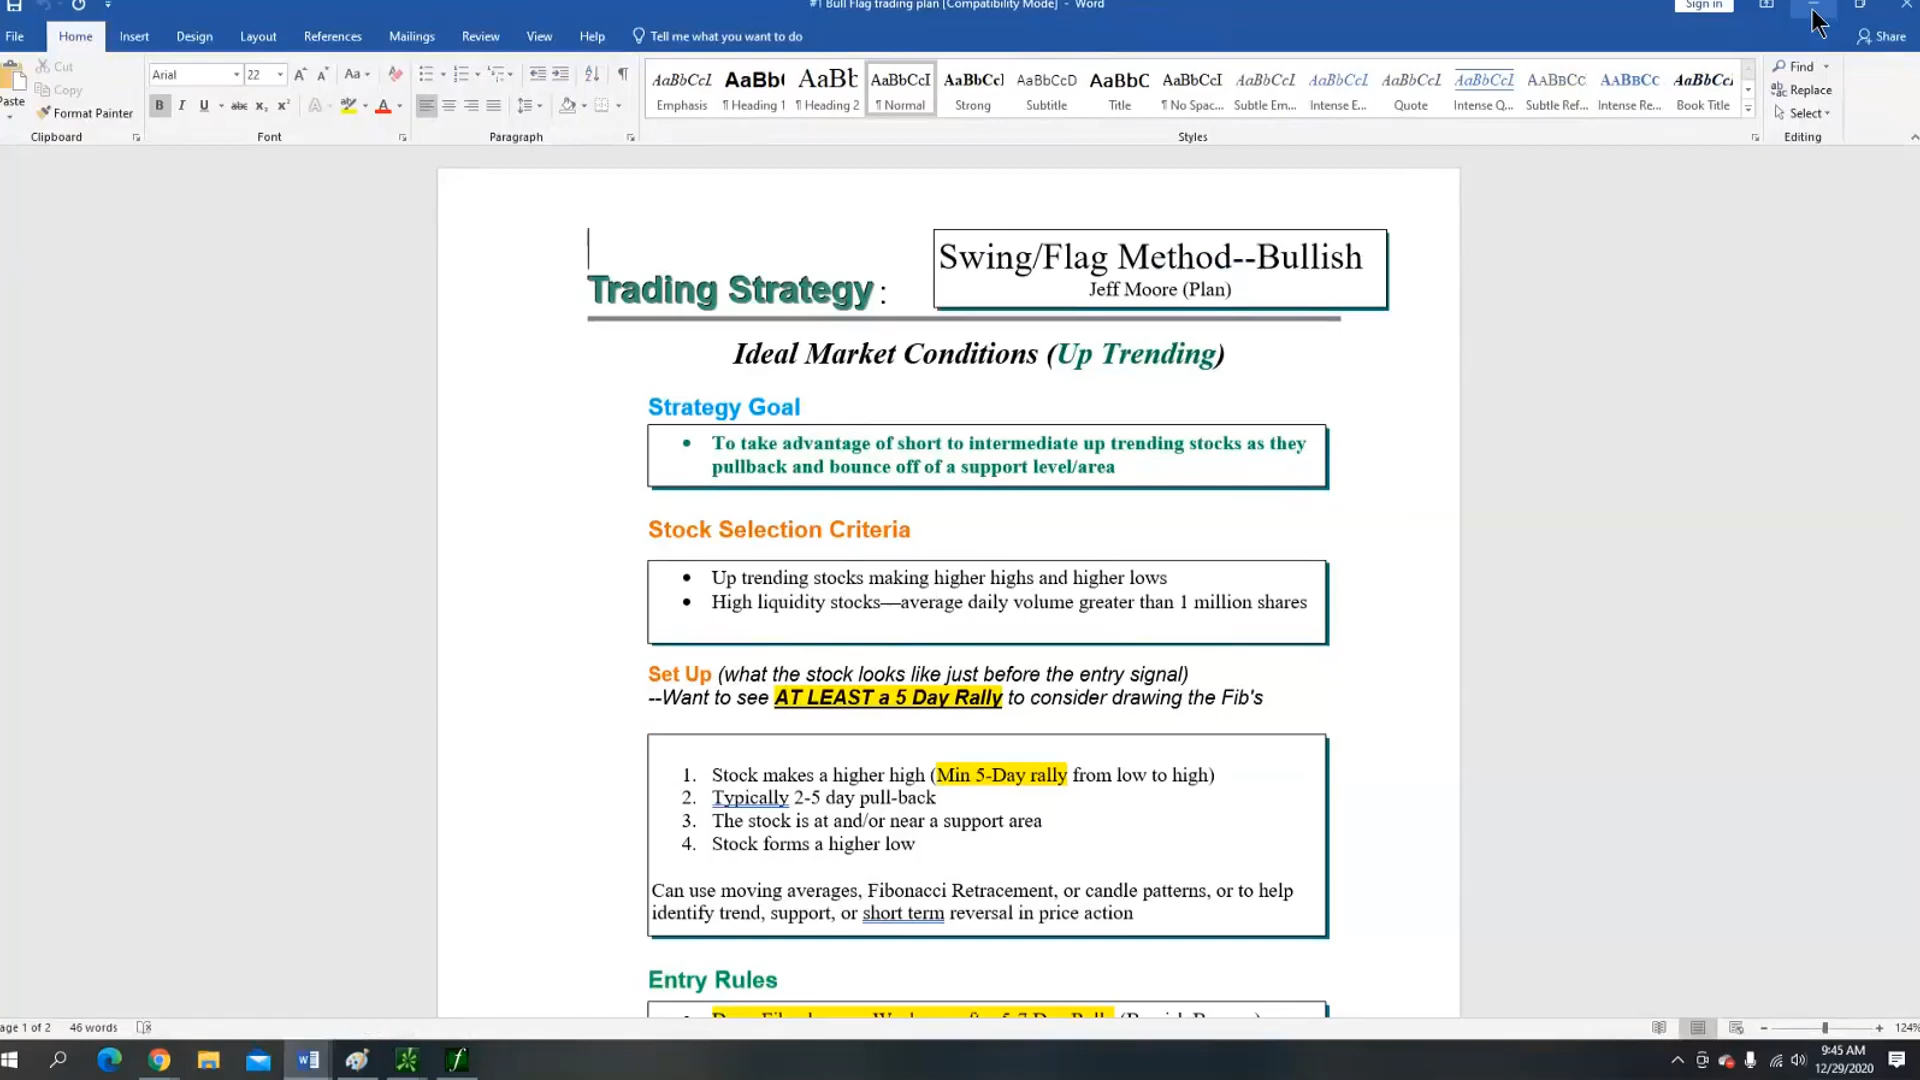 #1 Bull Flag trading plan [Compatibility Mode] - Word
Sign in
File Home Insert Design Layout References Mailings Review View Help Tell me what you want to do Share
Cut
Copy
Paste
Format Painter
Clipboard
Arial 22
Font
Paragraph
AaBbCcL AaBb( AaBb AaBbCcI AaBbCcl AaBbCcD AaBbC AaBbCcI AaBbCcL AaBbCcL AaBbCcL AaBbCcL AABBCC AABBCC AaBbCc
Emphasis ¶ Heading 1 ¶ Heading 2 ¶ Normal Strong Subtitle Title ¶ No Spac... Subtle Em... Intense E... Quote Intense Q... Subtle Ref... Intense Re... Book Title
Styles
Find
Replace
Select
Editing
Trading Strategy :
Swing/Flag Method--Bullish
Jeff Moore (Plan)
Ideal Market Conditions (Up Trending)
Strategy Goal
• To take advantage of short to intermediate up trending stocks as they
pullback and bounce off of a support level/area
Stock Selection Criteria
• Up trending stocks making higher highs and higher lows
• High liquidity stocks—average daily volume greater than 1 million shares
Set Up (what the stock looks like just before the entry signal)
--Want to see AT LEAST a 5 Day Rally to consider drawing the Fib's
1. Stock makes a higher high (Min 5-Day rally from low to high)
2. Typically 2-5 day pull-back
3. The stock is at and/or near a support area
4. Stock forms a higher low
Can use moving averages, Fibonacci Retracement, or candle patterns, or to help
identify trend, support, or short term reversal in price action
Entry Rules
age 1 of 2 46 words
124%
9:45 AM
12/29/2020